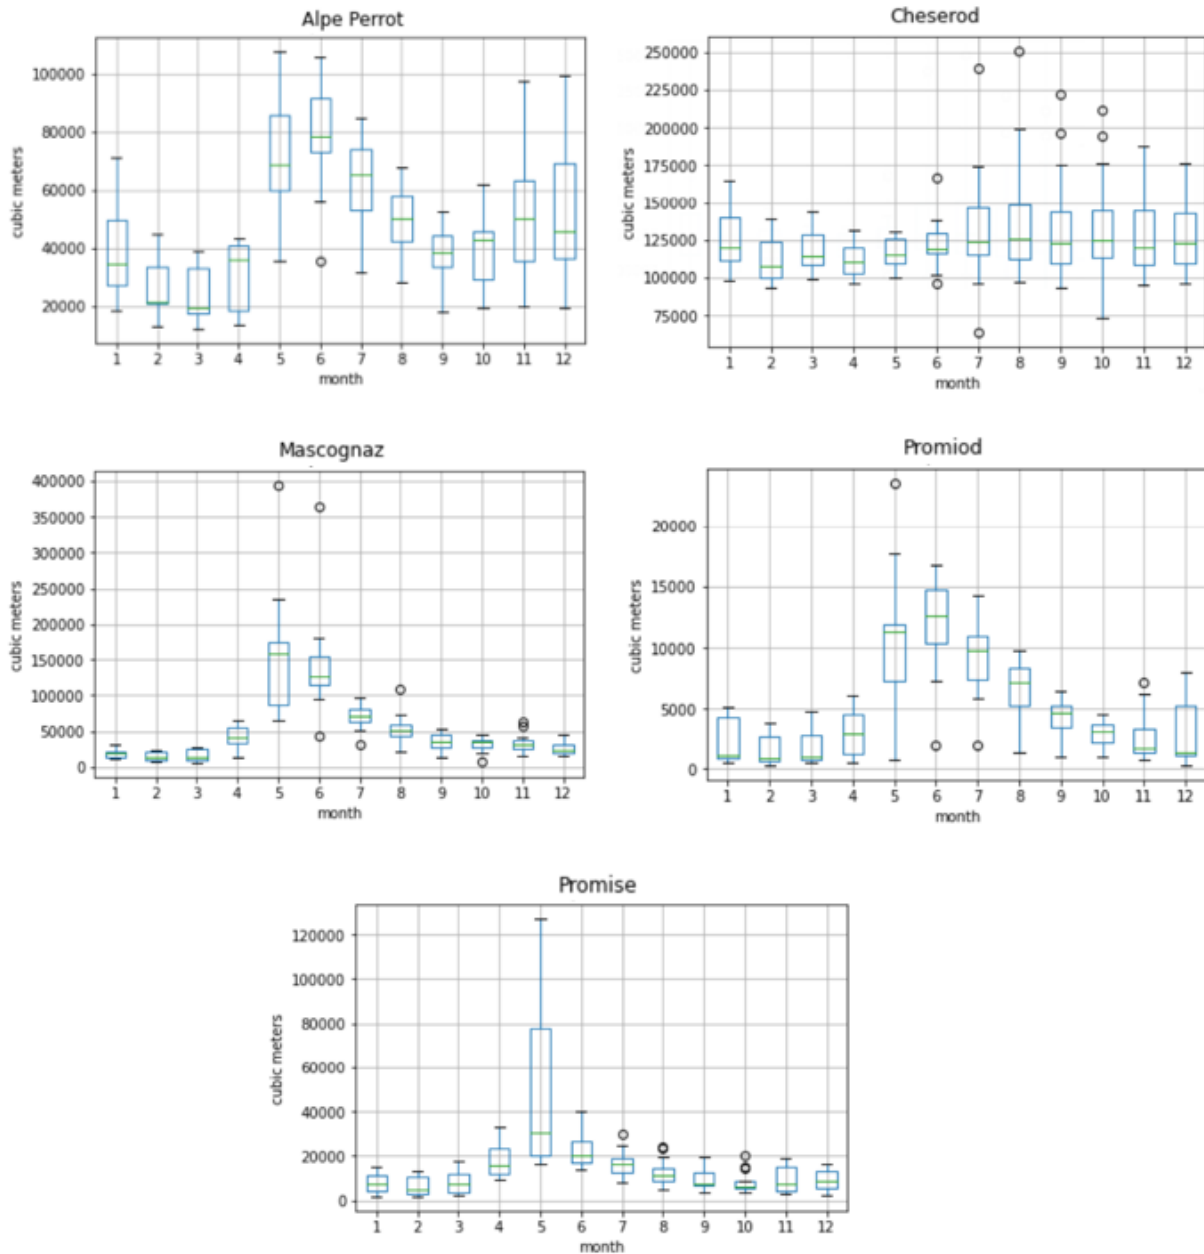 Alpe Perrot
100000
80000
60000
40000
20000
cubic meters
1 2 3 4 5 6 7 8 9 10 11 12
month
Cheserod
250000
225000
200000
175000
150000
125000
100000
75000
cubic meters
1 2 3 4 5 6 7 8 9 10 11 12
month
Mascognaz
400000
350000
300000
250000
200000
150000
100000
50000
0
cubic meters
1 2 3 4 5 6 7 8 9 10 11 12
month
Promiod
20000
15000
10000
5000
0
cubic meters
1 2 3 4 5 6 7 8 9 10 11 12
month
Promise
120000
100000
80000
60000
40000
20000
0
cubic meters
1 2 3 4 5 6 7 8 9 10 11 12
month